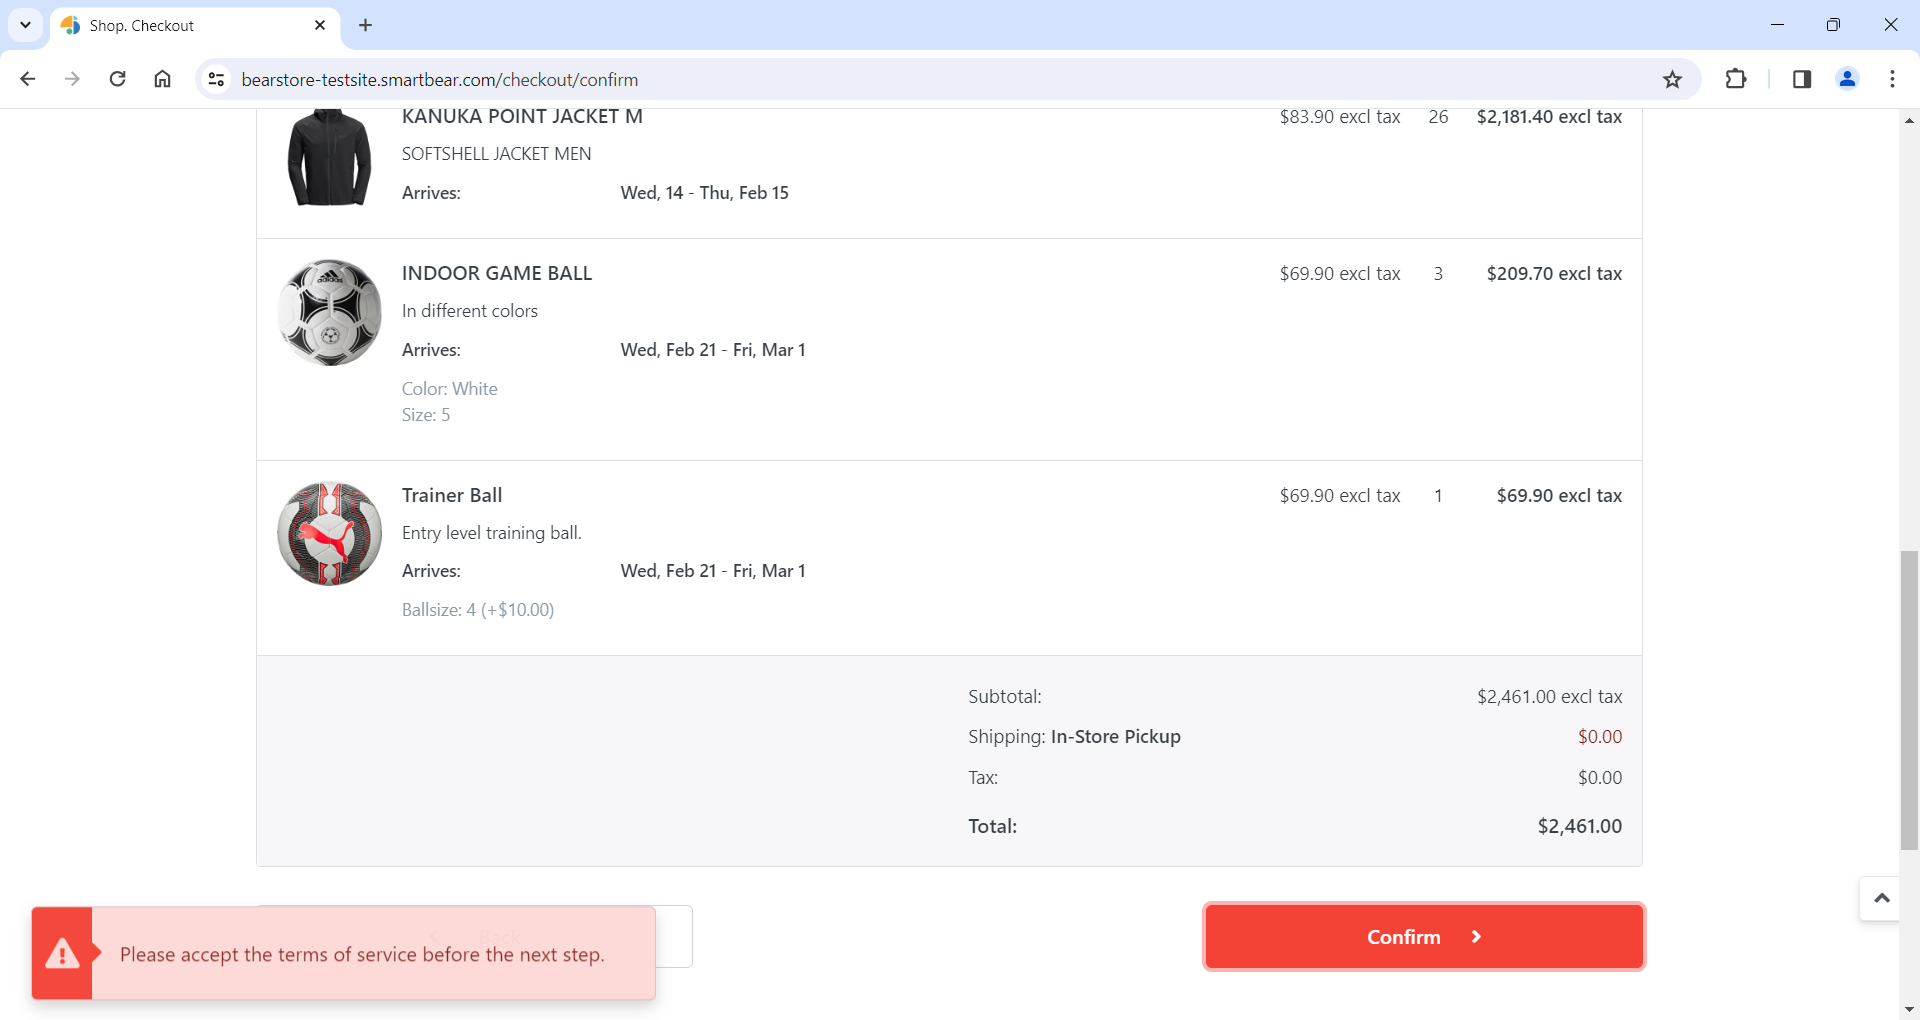 Shop. Checkout
bearstore-testsite.smartbear.com/checkout/confirm
KANUKA POINT JACKET M $83.90 excl tax 26 $2,181.40 excl tax
SOFTSHELL JACKET MEN
Arrives: Wed, 14 - Thu, Feb 15
INDOOR GAME BALL $69.90 excl tax 3 $209.70 excl tax
In different colors
Arrives: Wed, Feb 21 - Fri, Mar 1
Color: White
Size: 5
adidas
Trainer Ball $69.90 excl tax 1 $69.90 excl tax
Entry level training ball.
Arrives: Wed, Feb 21 - Fri, Mar 1
Ballsize: 4 (+$10.00)
Subtotal: $2,461.00 excl tax
Shipping: In-Store Pickup $0.00
Tax: $0.00
Total: $2,461.00
Back
Confirm
Please accept the terms of service before the next step.